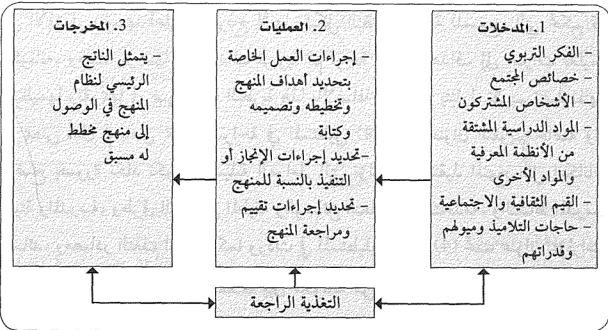 1. المدخلات
- الفكر التربوي
- خصائص المجتمع
- الأشخاص المشتركون
- المواد الدراسية المشتقة
من الأنظمة المعرفية
والمواد الأخرى
- القيم الثقافية والاجتماعية
- حاجات التلاميذ وميولهم
وقدراتهم
2. العمليات
- إجراءات العمل الخاصة
بتحديد أهداف المنهج
وتخطيطه وتصميمه
وكتابة
- تحديد إجراءات الإنجاز أو
التنفيذ بالنسبة للمنهج
- تحديد إجراءات تقييم
ومراجعة المنهج
3. المخرجات
- يتمثل الناتج
الرئيسي لنظام
المنهج في الوصول
إلى منهج مخطط
له مسبق
التغذية الراجعة